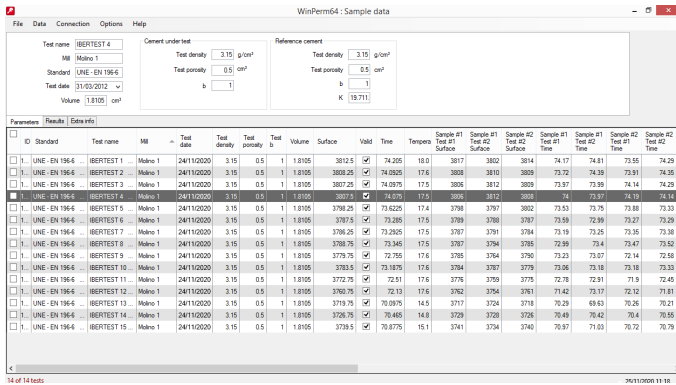 WinPerm64 : Sample data
File Data Connection Options Help
Test name IBERTEST 4
Mill Molino 1
Standard UNE - EN 196-6
Test date 31/03/2012
Volume 1.8105 cm³
Cement under test
Test density 3.15 g/cm³
Test porosity 0.5 cm³
b 1
Reference cement
Test density 3.15 g/cm³
Test porosity 0.5 cm³
b 1
K 19.711.
Parameters Results Extra info
ID Standard Test name Mill Test date Test density Test porosity Test b Volume Surface Valid Time Tempera Sample #1 Test #1 Surface Sample #1 Test #2 Surface Sample #2 Test #1 Surface Sample #1 Test #1 Time Sample #1 Test #2 Time Sample #2 Test #1 Time Sample #2 Test #2 Time
1... UNE - EN 196-6 ... IBERTEST 1 ... Molino 1 24/11/2020 3.15 0.5 1 1.8105 3812.5 74.205 18.0 3817 3802 3814 74.17 74.81 73.55 74.29
1... UNE - EN 196-6 ... IBERTEST 2 ... Molino 1 24/11/2020 3.15 0.5 1 1.8105 3808.25 74.0925 17.6 3808 3810 3809 73.72 74.39 73.91 74.35
1... UNE - EN 196-6 ... IBERTEST 3 ... Molino 1 24/11/2020 3.15 0.5 1 1.8105 3807.25 74.0975 17.5 3806 3812 3809 73.97 73.99 74.14 74.29
1... UNE - EN 196-6 ... IBERTEST 4 ... Molino 1 24/11/2020 3.15 0.5 1 1.8105 3807.5 74.075 17.5 3806 3812 3808 74 73.97 74.19 74.14
1... UNE - EN 196-6 ... IBERTEST 5 ... Molino 1 24/11/2020 3.15 0.5 1 1.8105 3798.25 73.6225 17.4 3798 3797 3802 73.53 73.75 73.88 73.33
1... UNE - EN 196-6 ... IBERTEST 6 ... Molino 1 24/11/2020 3.15 0.5 1 1.8105 3787.5 73.285 17.5 3789 3788 3787 73.59 72.99 73.27 73.29
1... UNE - EN 196-6 ... IBERTEST 7 ... Molino 1 24/11/2020 3.15 0.5 1 1.8105 3786.25 73.2925 17.5 3787 3791 3784 73.19 73.25 73.35 73.38
1... UNE - EN 196-6 ... IBERTEST 8 ... Molino 1 24/11/2020 3.15 0.5 1 1.8105 3788.75 73.345 17.5 3787 3794 3785 72.99 73.4 73.47 73.52
1... UNE - EN 196-6 ... IBERTEST 9 ... Molino 1 24/11/2020 3.15 0.5 1 1.8105 3779.75 72.755 17.6 3785 3764 3790 73.23 73.07 72.14 72.58
1... UNE - EN 196-6 ... IBERTEST 10 ... Molino 1 24/11/2020 3.15 0.5 1 1.8105 3783.5 73.1875 17.6 3784 3787 3779 73.06 73.18 73.18 73.33
1... UNE - EN 196-6 ... IBERTEST 11 ... Molino 1 24/11/2020 3.15 0.5 1 1.8105 3772.75 72.51 17.6 3776 3759 3775 72.78 72.91 71.9 72.45
1... UNE - EN 196-6 ... IBERTEST 12 ... Molino 1 24/11/2020 3.15 0.5 1 1.8105 3760.75 72.13 17.6 3762 3754 3761 71.42 73.17 72.12 71.81
1... UNE - EN 196-6 ... IBERTEST 13 ... Molino 1 24/11/2020 3.15 0.5 1 1.8105 3719.75 70.0975 14.5 3717 3724 3718 70.29 69.63 70.26 70.21
1... UNE - EN 196-6 ... IBERTEST 14 ... Molino 1 24/11/2020 3.15 0.5 1 1.8105 3726.75 70.465 14.8 3729 3728 3726 70.49 70.42 70.4 70.55
1... UNE - EN 196-6 ... IBERTEST 15 ... Molino 1 24/11/2020 3.15 0.5 1 1.8105 3739.5 70.8775 15.1 3741 3734 3740 70.97 71.03 70.72 70.79
14 of 14 tests 25/11/2020 11:18